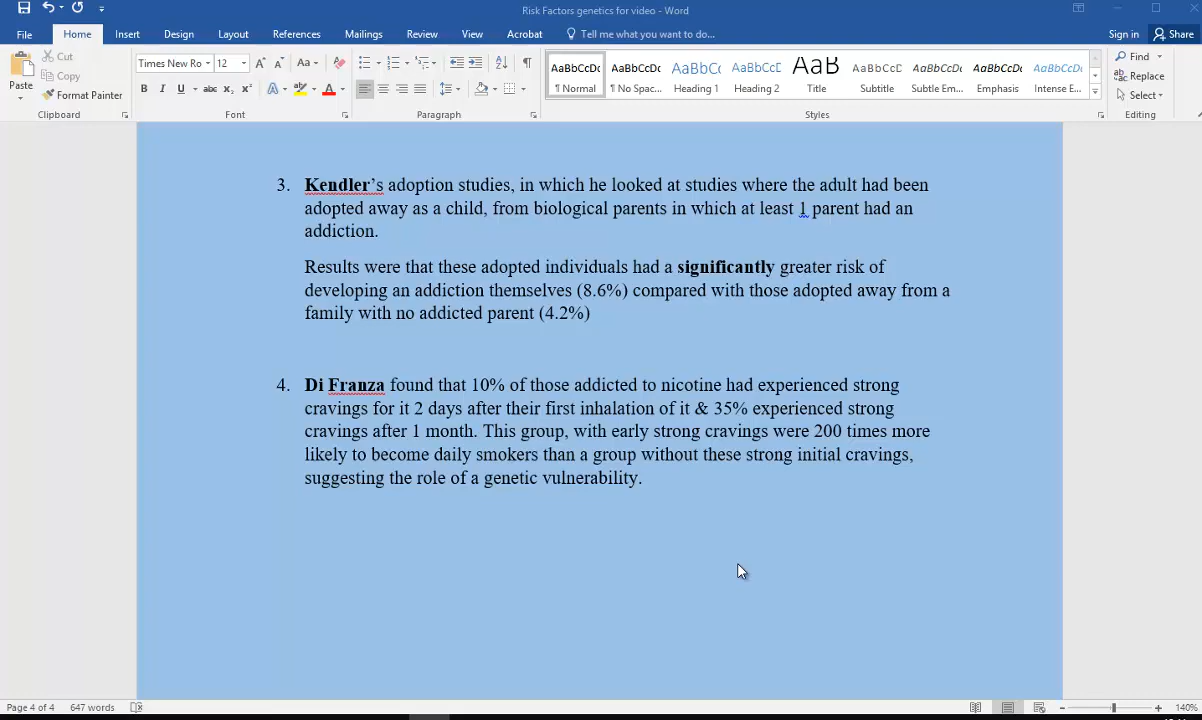 Risk Factors genetics for video - Word
File Home Insert Design Layout References Mailings Review View Acrobat Tell me what you want to do... Sign in Share
Paste Cut Copy Format Painter
Times New Ro 12
AaBbCcDc AaBbCcDc AaBbCc AaBbCcE AaB AaBbCcD AaBbCcDc AaBbCcDc AaBbCcDc
¶ Normal ¶ No Spac... Heading 1 Heading 2 Title Subtitle Subtle Em... Emphasis Intense E...
Find Replace Select
Clipboard Font Paragraph Styles Editing
3. Kendler's adoption studies, in which he looked at studies where the adult had been
adopted away as a child, from biological parents in which at least 1 parent had an
addiction.
Results were that these adopted individuals had a significantly greater risk of
developing an addiction themselves (8.6%) compared with those adopted away from a
family with no addicted parent (4.2%)
4. Di Franza found that 10% of those addicted to nicotine had experienced strong
cravings for it 2 days after their first inhalation of it & 35% experienced strong
cravings after 1 month. This group, with early strong cravings were 200 times more
likely to become daily smokers than a group without these strong initial cravings,
suggesting the role of a genetic vulnerability.
Page 4 of 4 647 words 140%